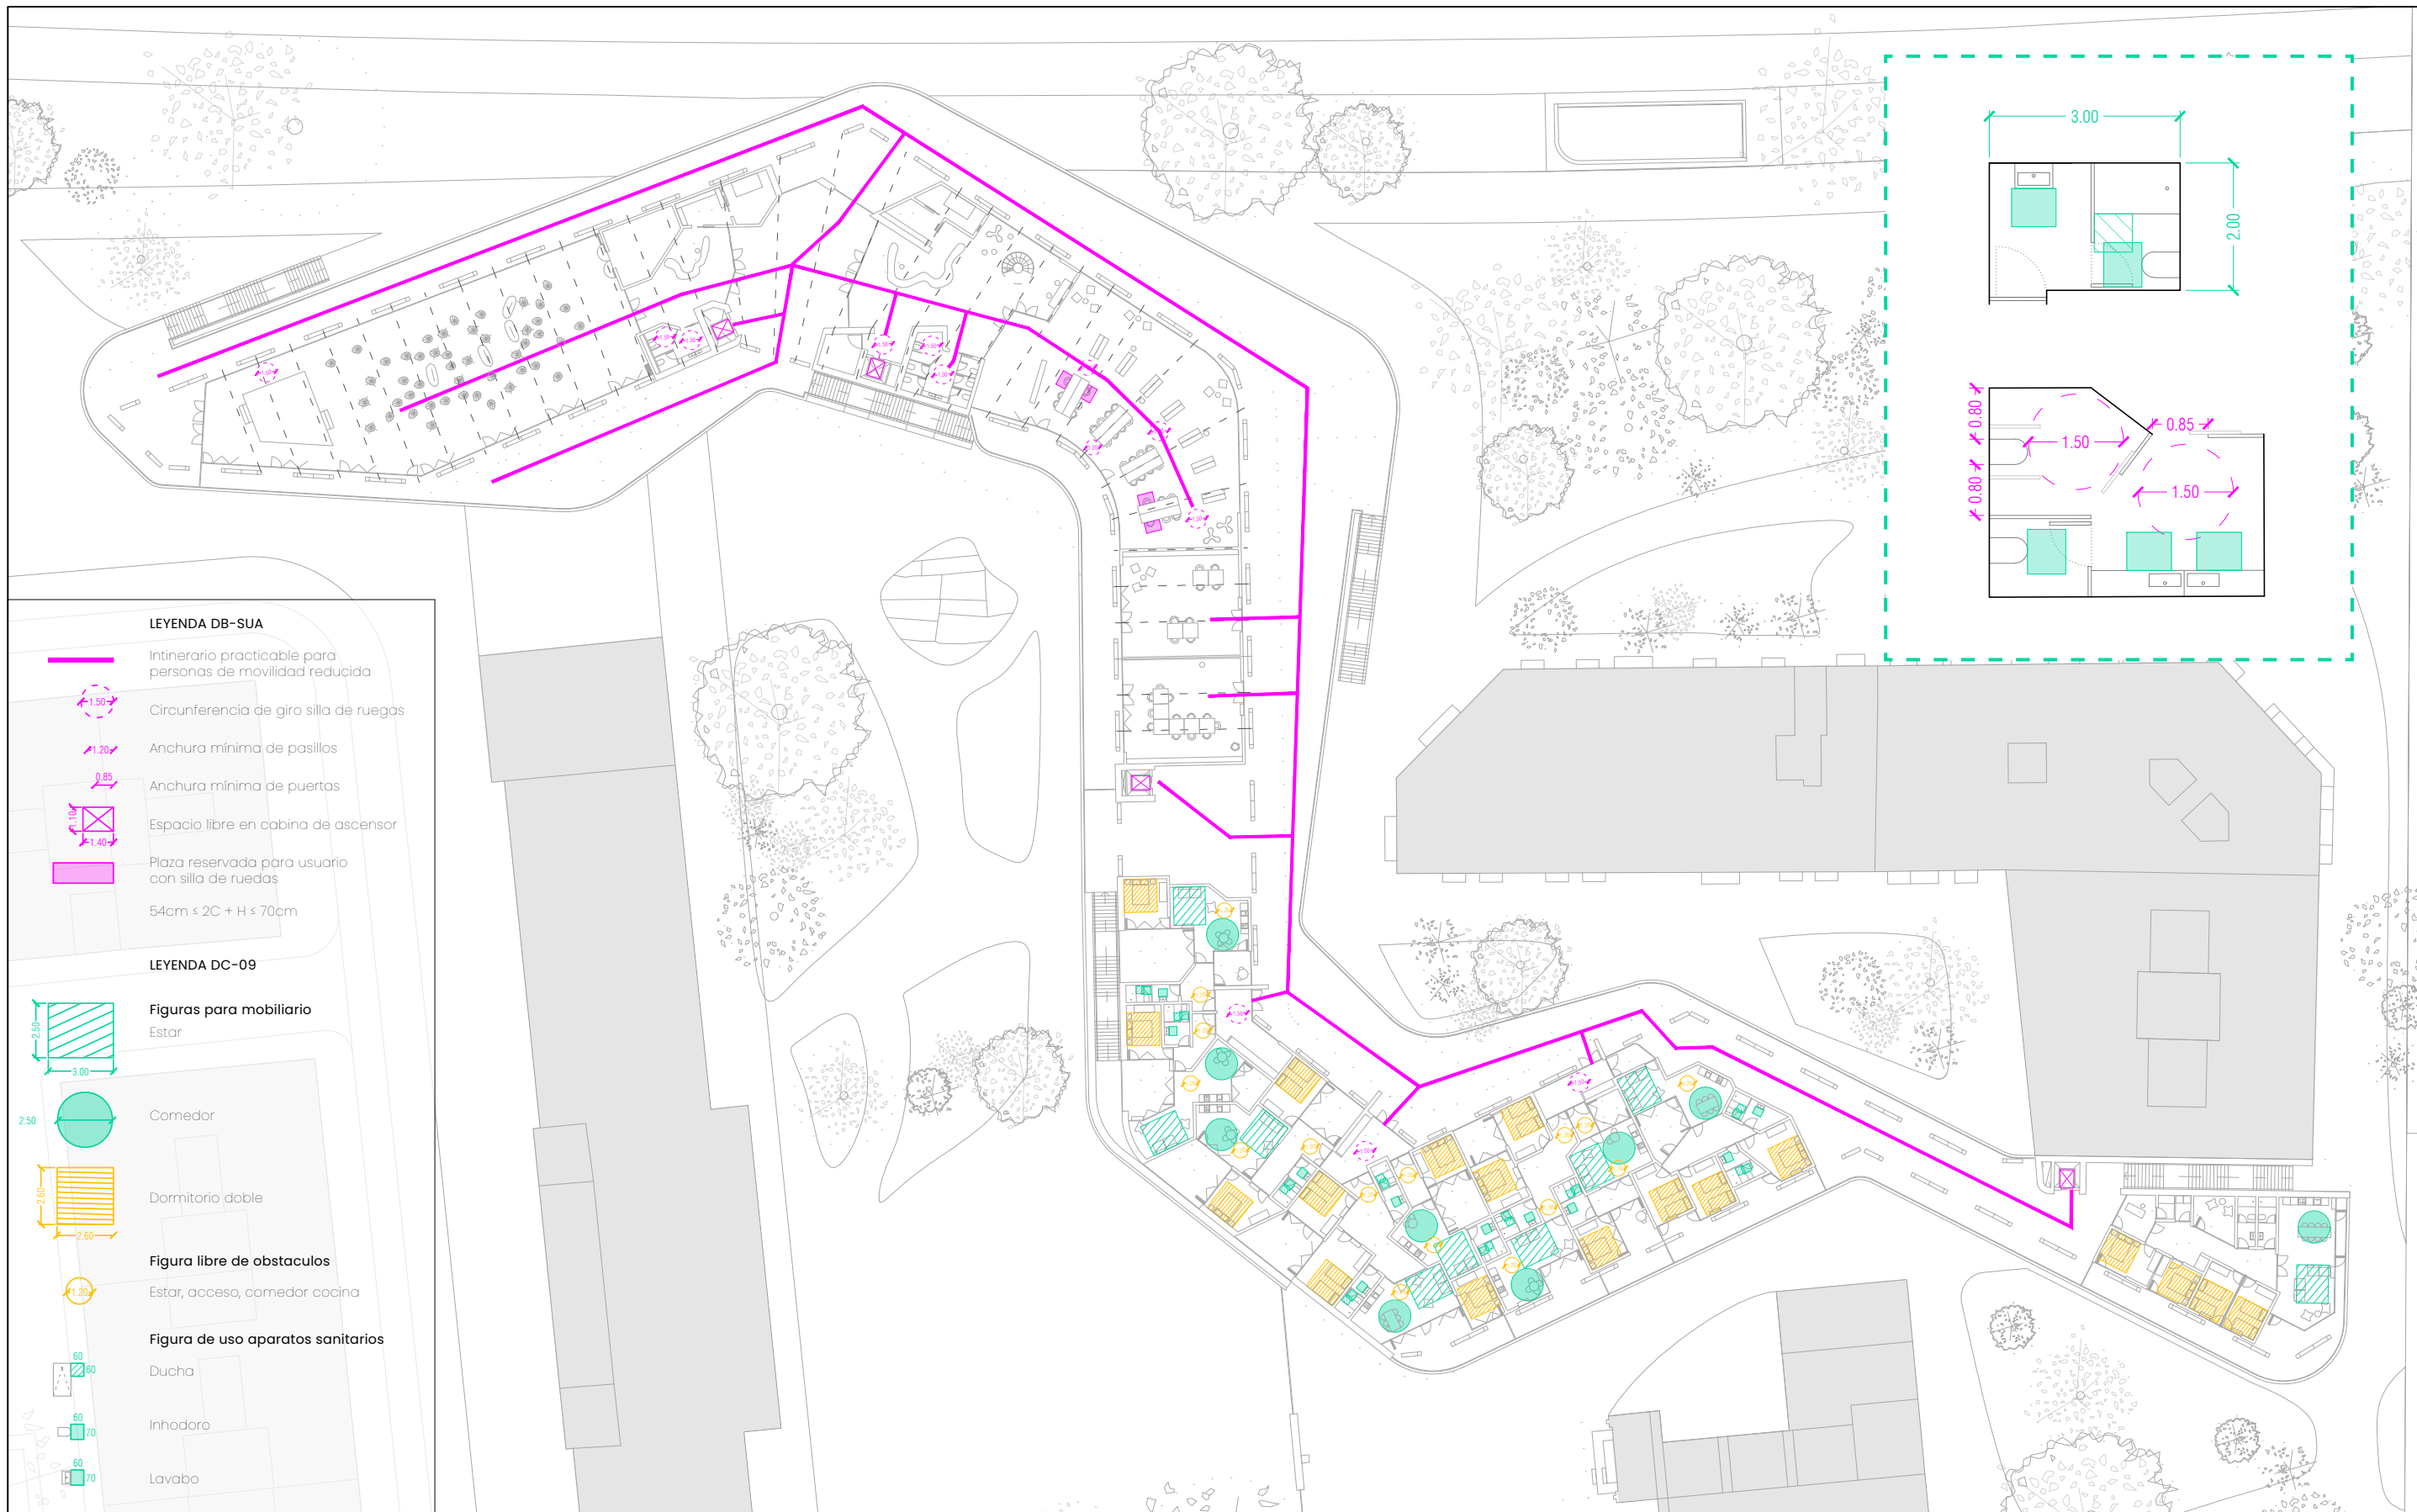 3.00
2.00
0.80
0.85
1.50
0.80
1.50
LEYENDA DB-SUA
Intinerario practicable para
personas de movilidad reducida
1.50
Circunferencia de giro silla de ruegas
1.20
Anchura mínima de pasillos
0.85
Anchura mínima de puertas
1.10
1.40
Espacio libre en cabina de ascensor
Plaza reservada para usuario
con silla de ruedas
54cm ≤ 2C + H ≤ 70cm
LEYENDA DC-09
Figuras para mobiliario
2.50
3.00
Estar
2.50
Comedor
2.60
2.60
Dormitorio doble
Figura libre de obstaculos
1.20
Estar, acceso, comedor cocina
Figura de uso aparatos sanitarios
60
60
Ducha
60
70
Inhodoro
60
70
Lavabo